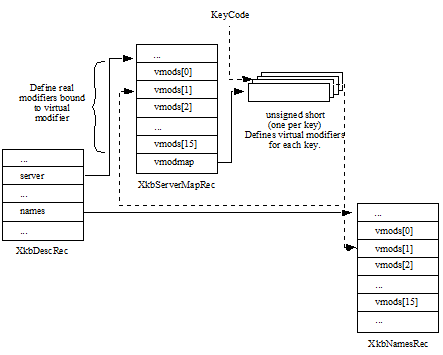 KeyCode
...
vmods[0]
vmods[1]
vmods[2]
...
vmods[15]
vmodmap
XkbServerMapRec
Define real
modifiers bound
to virtual
modifier
unsigned short
(one per key)
Defines virtual modifiers
for each key.
...
server
...
names
...
XkbDescRec
...
vmods[0]
vmods[1]
vmods[2]
...
vmods[15]
...
XkbNamesRec